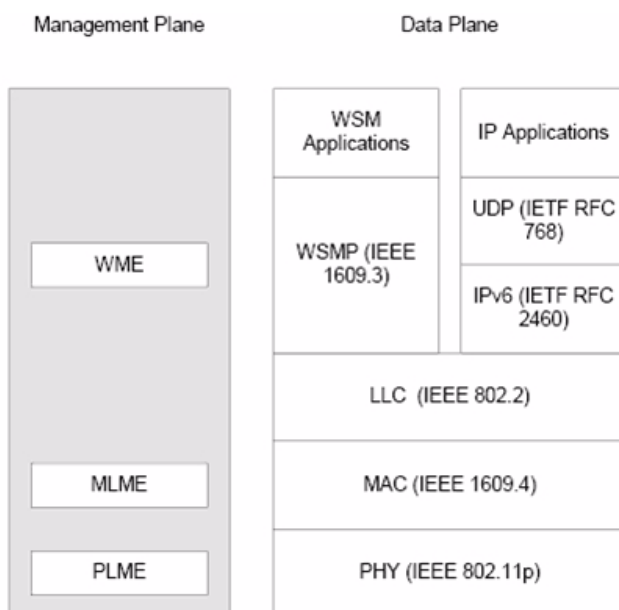 Management Plane
Data Plane
WSM
Applications
IP Applications
WSMP (IEEE
1609.3)
UDP (IETF RFC
768)
IPv6 (IETF RFC
2460)
WME
LLC (IEEE 802.2)
MLME
MAC (IEEE 1609.4)
PLME
PHY (IEEE 802.11p)